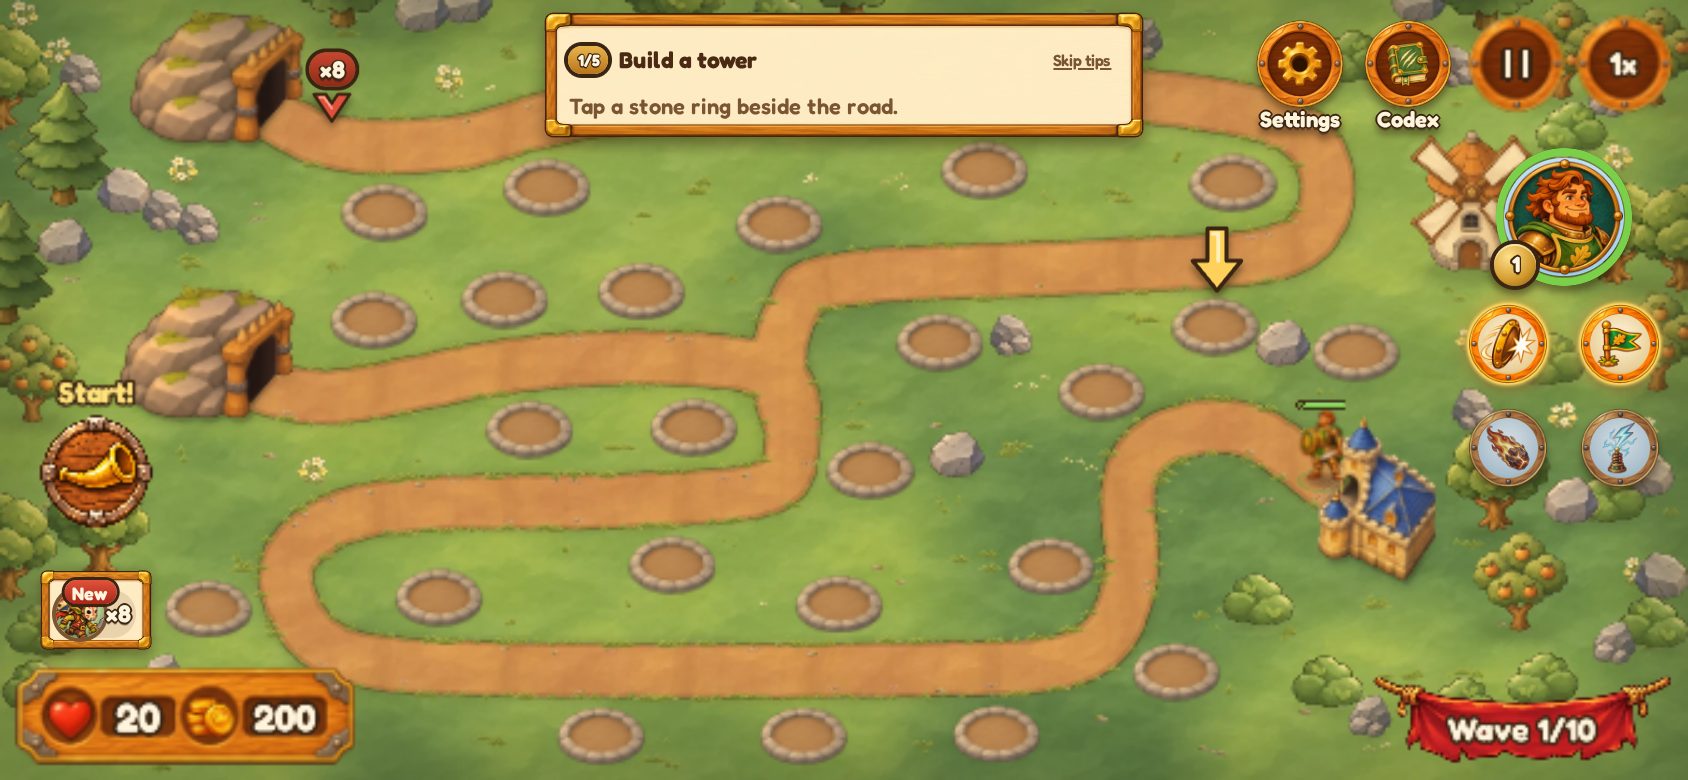 1/5 Build a tower Skip tips
Tap a stone ring beside the road.
x8
1x
Settings Codex
1
Start!
New
x8
20 200
Wave 1/10